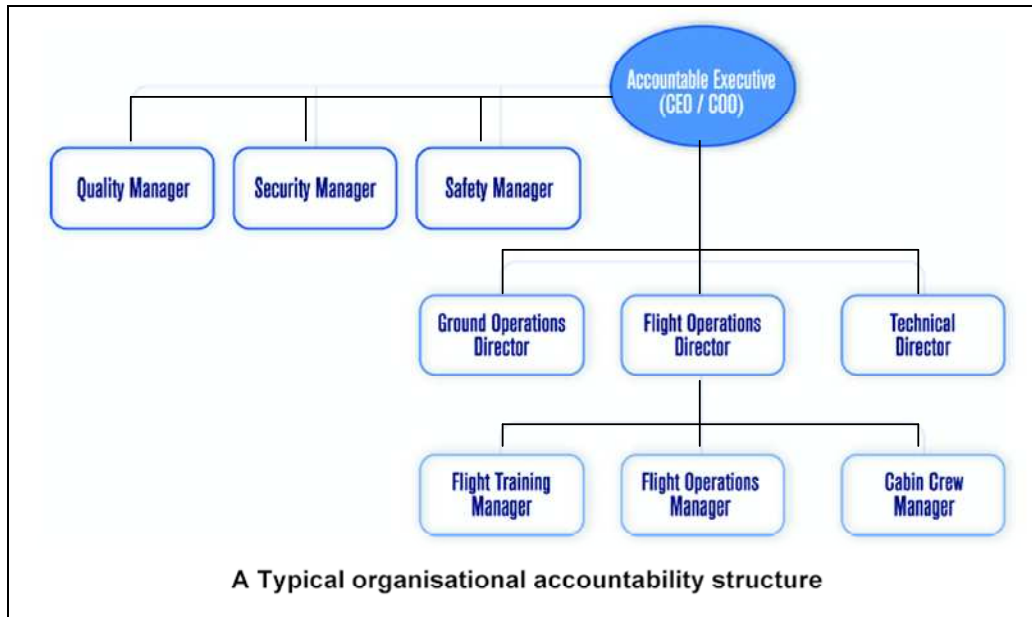 Accountable Executive
(CEO / COO)
Quality Manager
Security Manager
Safety Manager
Ground Operations
Director
Flight Operations
Director
Technical
Director
Flight Training
Manager
Flight Operations
Manager
Cabin Crew
Manager
A Typical organisational accountability structure